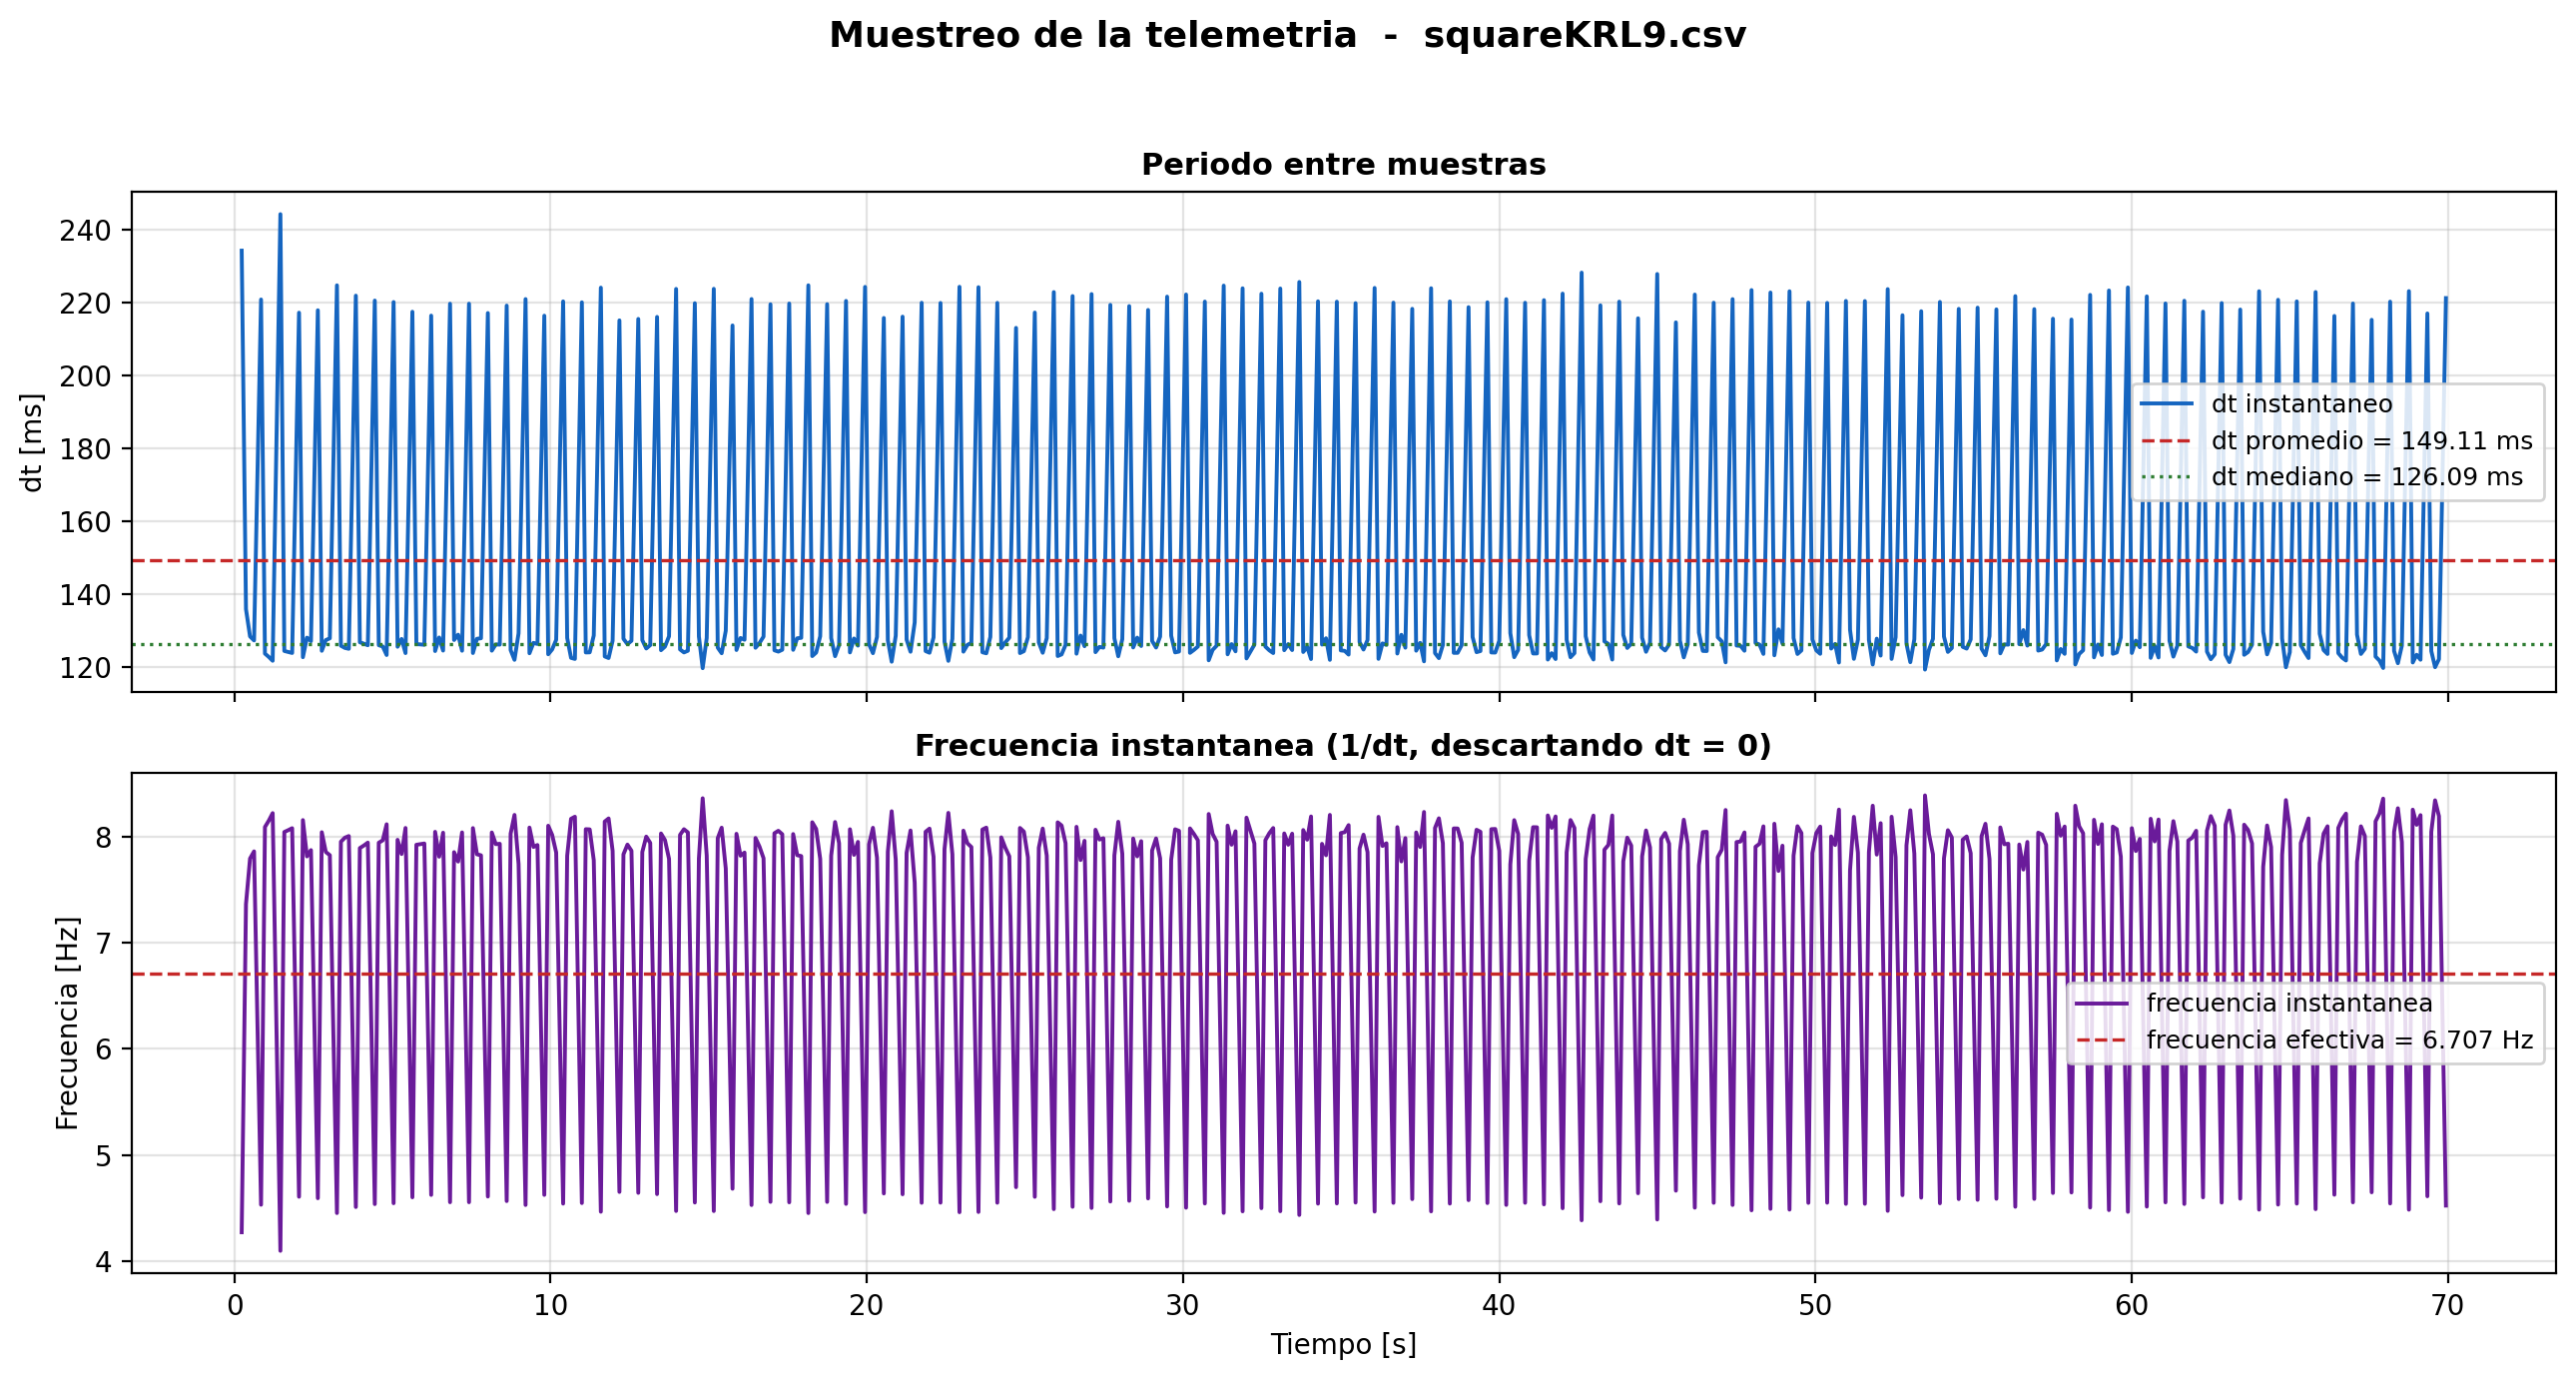 Muestreo de la telemetria - squareKRL9.csv
Periodo entre muestras
dt [ms]
240
220
200
180
160
140
120
dt instantaneo
dt promedio = 149.11 ms
dt mediano = 126.09 ms
Frecuencia instantanea (1/dt, descartando dt = 0)
Frecuencia [Hz]
8
7
6
5
4
frecuencia instantanea
frecuencia efectiva = 6.707 Hz
0 10 20 30 40 50 60 70
Tiempo [s]